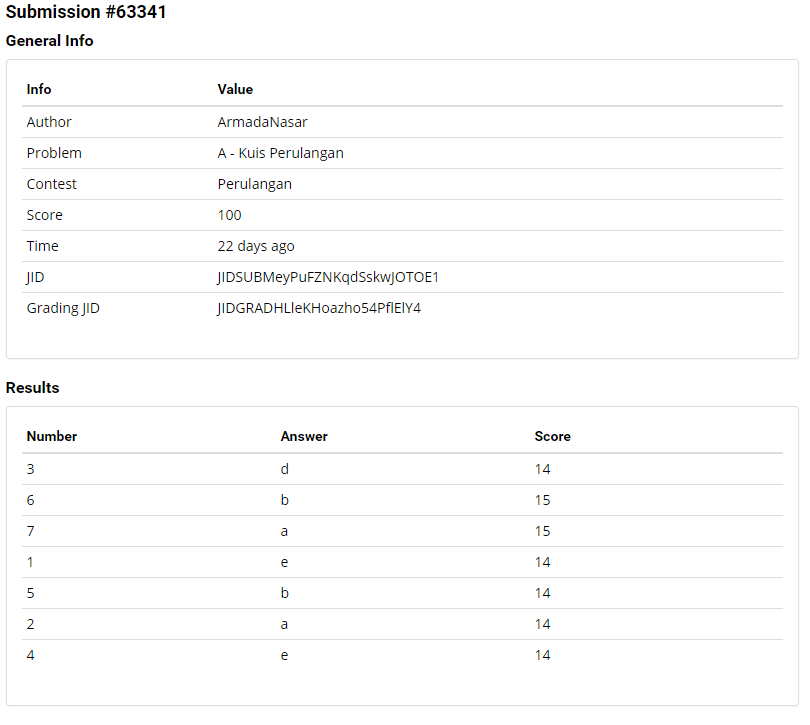 Submission #63341
General Info
Info Value
Author ArmadaNasar
Problem A - Kuis Perulangan
Contest Perulangan
Score 100
Time 22 days ago
JID JIDSUBMeyPuFZNKqdSskwJOTOE1
Grading JID JIDGRADHLleKHoazho54PflElY4
Results
Number Answer Score
3 d 14
6 b 15
7 a 15
1 e 14
5 b 14
2 a 14
4 e 14